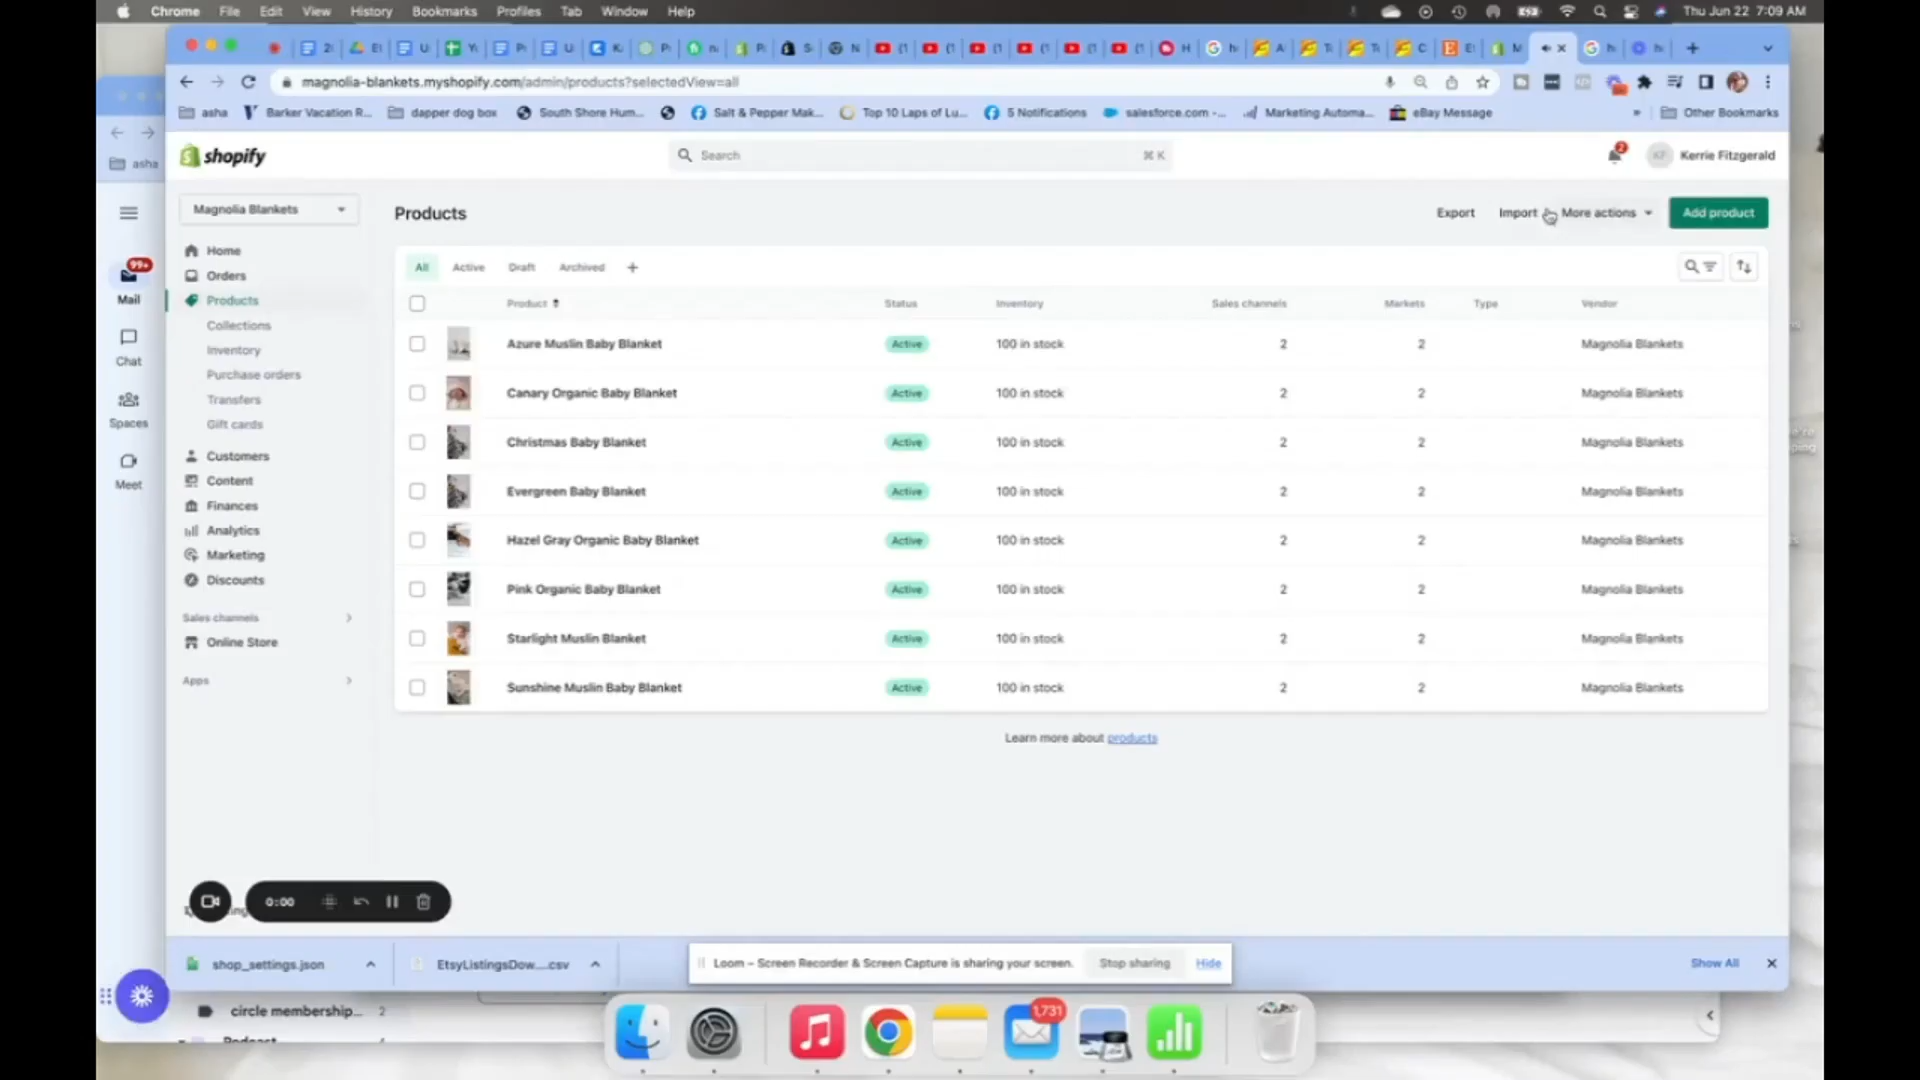 Chrome File Edit View History Bookmarks Profiles Tab Window Help Thu Jun 22 7:09 AM
magnolia-blankets.myshopify.com/admin/products?selectedView=all
asha Barker Vacation R... dapper dog box South Shore Hum... Salt & Pepper Mak... Top 10 Laps of Lu... 5 Notifications salesforce.com -... Marketing Automa... eBay Message » Other Bookmarks
asha
shopify Search ⌘ K 2 KF Kerrie Fitzgerald
Magnolia Blankets
Products Export Import More actions Add product
Home
Orders
Products
Collections
Inventory
Purchase orders
Transfers
Gift cards
Customers
Content
Finances
Analytics
Marketing
Discounts
Sales channels
Online Store
Apps
99+
Mail
Chat
Spaces
Meet
All Active Draft Archived +
Product Status Inventory Sales channels Markets Type Vendor
Azure Muslin Baby Blanket Active 100 in stock 2 2 Magnolia Blankets
Canary Organic Baby Blanket Active 100 in stock 2 2 Magnolia Blankets
Christmas Baby Blanket Active 100 in stock 2 2 Magnolia Blankets
Evergreen Baby Blanket Active 100 in stock 2 2 Magnolia Blankets
Hazel Gray Organic Baby Blanket Active 100 in stock 2 2 Magnolia Blankets
Pink Organic Baby Blanket Active 100 in stock 2 2 Magnolia Blankets
Starlight Muslin Blanket Active 100 in stock 2 2 Magnolia Blankets
Sunshine Muslin Baby Blanket Active 100 in stock 2 2 Magnolia Blankets
Learn more about products
0:00
shop_settings.json EtsyListingsDow....csv Loom – Screen Recorder & Screen Capture is sharing your screen. Stop sharing Hide Show All
circle membership... 2
Podcast
1,731